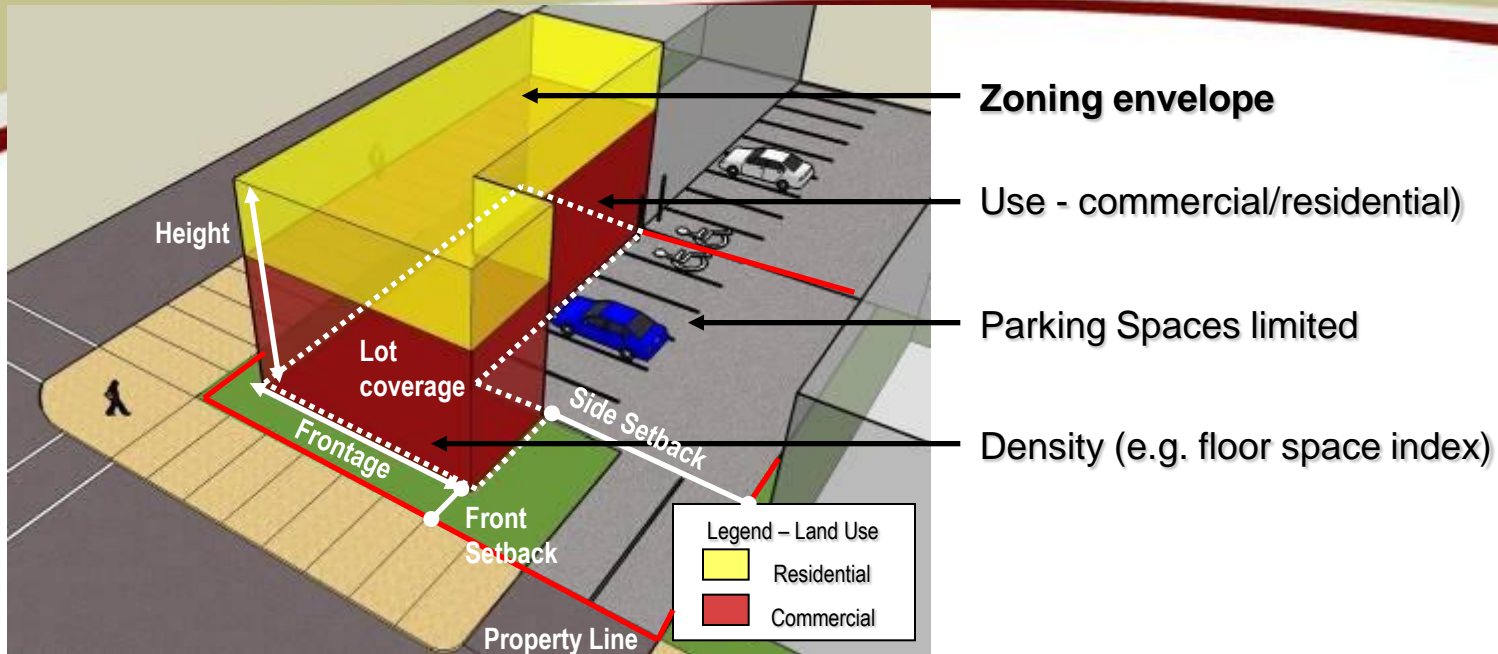 Zoning envelope
Use - commercial/residential)
Parking Spaces limited
Density (e.g. floor space index)
Height
Lot
coverage
Frontage
Side Setback
Front
Setback
Property Line
Legend – Land Use
Residential
Commercial